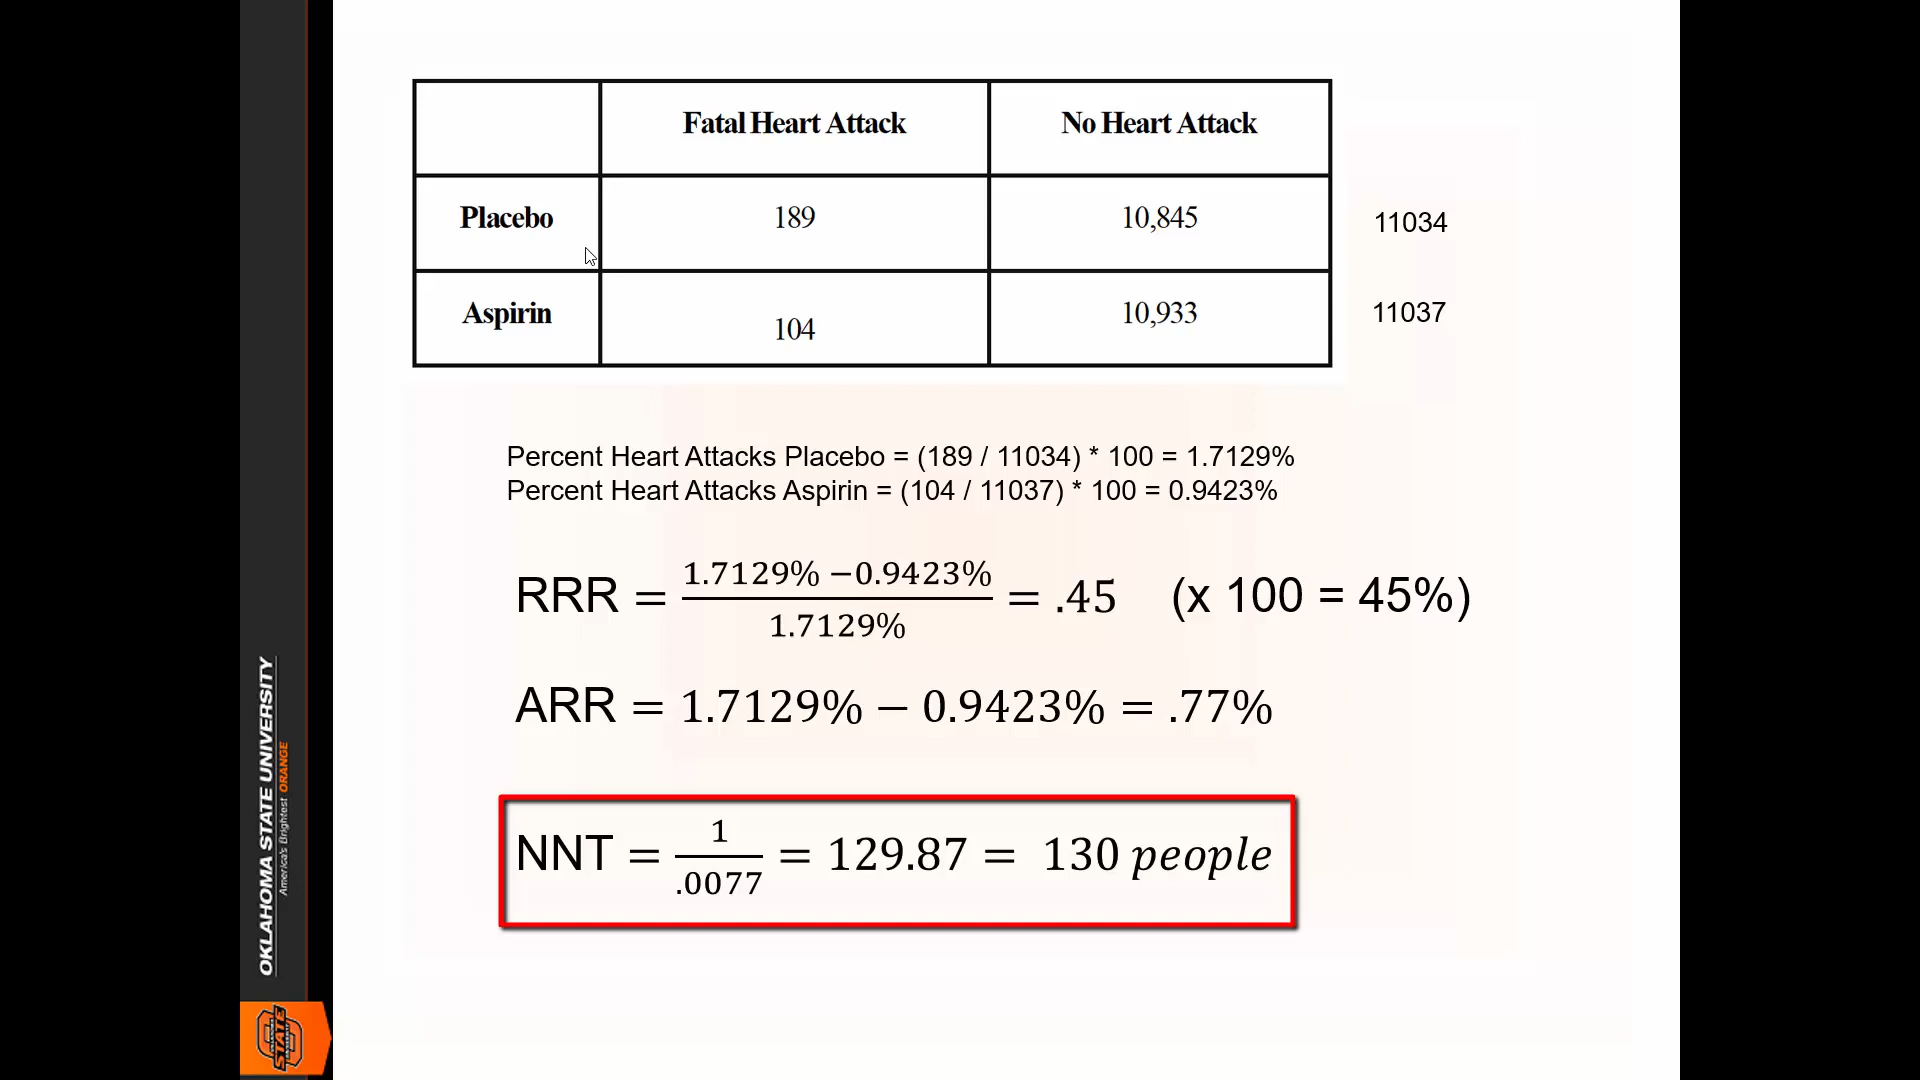 Fatal Heart Attack No Heart Attack
Placebo 189 10,845 11034
Aspirin 104 10,933 11037
Percent Heart Attacks Placebo = (189 / 11034) * 100 = 1.7129%
Percent Heart Attacks Aspirin = (104 / 11037) * 100 = 0.9423%
RRR = \frac{1.7129% −0.9423%}{1.7129%} = .45 (x 100 = 45%)
ARR = 1.7129% − 0.9423% = .77%
NNT = \frac{1}{.0077} = 129.87 = 130 people
OKLAHOMA STATE UNIVERSITY
America's Brightest ORANGE
STATE